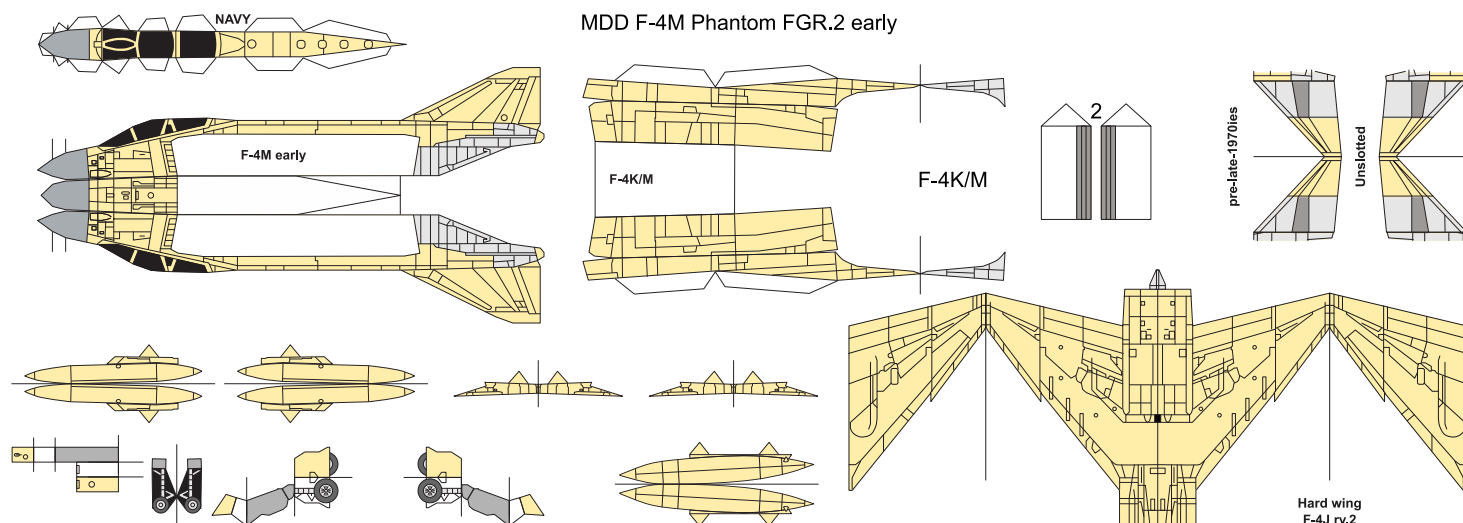 MDD F-4M Phantom FGR.2 early
NAVY
F-4M early
F-4K/M
F-4K/M
2
pre-late-1970ies
Unslotted
Hard wing
F-4J rv.2